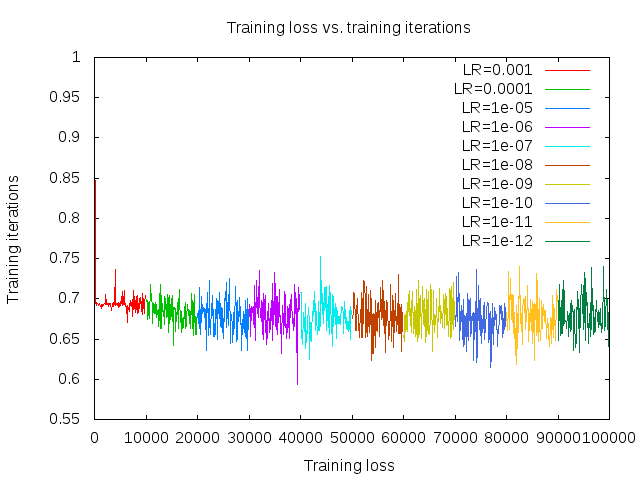 Training loss vs. training iterations
1
0.95
0.9
0.85
0.8
0.75
0.7
0.65
0.6
0.55
Training iterations
LR=0.001
LR=0.0001
LR=1e-05
LR=1e-06
LR=1e-07
LR=1e-08
LR=1e-09
LR=1e-10
LR=1e-11
LR=1e-12
0 10000 20000 30000 40000 50000 60000 70000 80000 90000 100000
Training loss